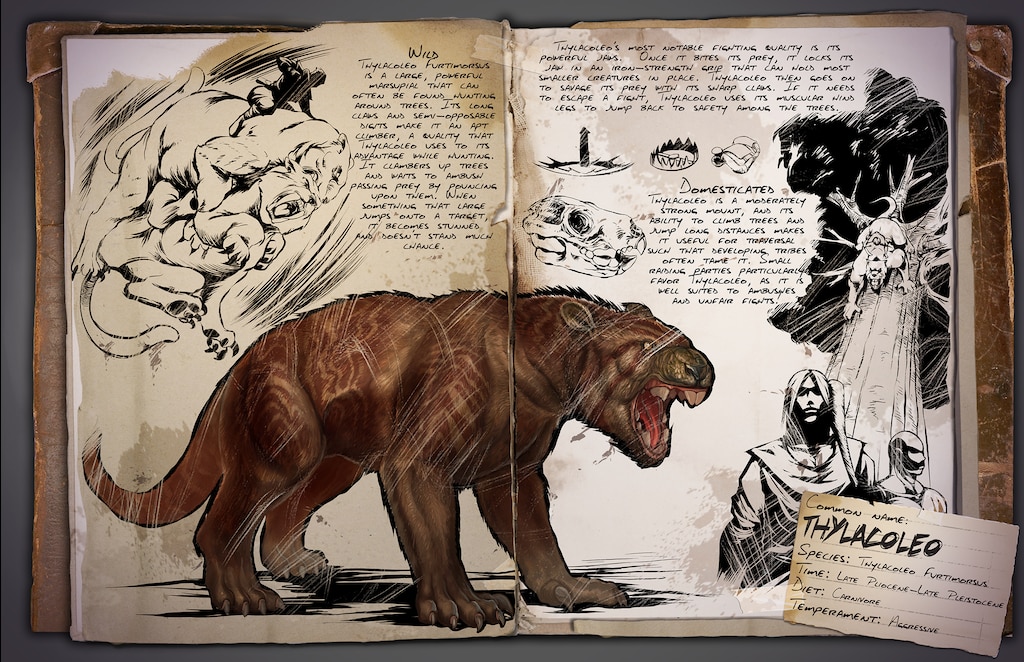 Wild
Thylacoleo Furtimorsus
is a large, powerful
marsupial that can
often be found hunting
around trees. Its long
claws and semi-opposable
digits make it an apt
climber, a quality that
Thylacoleo uses to its
advantage while hunting.
It clambers up trees
and waits to ambush
passing prey by pouncing
upon them. When
something that large
jumps onto a target,
it becomes stunned
and doesn't stand much
chance.
Thylacoleo's most notable fighting quality is its
powerful jaws. Once it bites its prey, it locks its
jaw in an iron-strength grip that can hold most
smaller creatures in place. Thylacoleo then goes on
to savage its prey with its sharp claws. If it needs
to escape a fight, Thylacoleo uses its muscular hind
legs to jump back to safety among the trees.
Domesticated
Thylacoleo is a moderately
strong mount, and its
ability to climb trees and
jump long distances makes
it useful for traversal
such that developing tribes
often tame it. Small
raiding parties particularly
favor Thylacoleo, as it is
well suited to ambushes
and unfair fights.
Common name:
Thylacoleo
Species: Thylacoleo Furtimorsus
Time: Late Pliocene-Late Pleistocene
Diet: Carnivore
Temperament: Aggressive